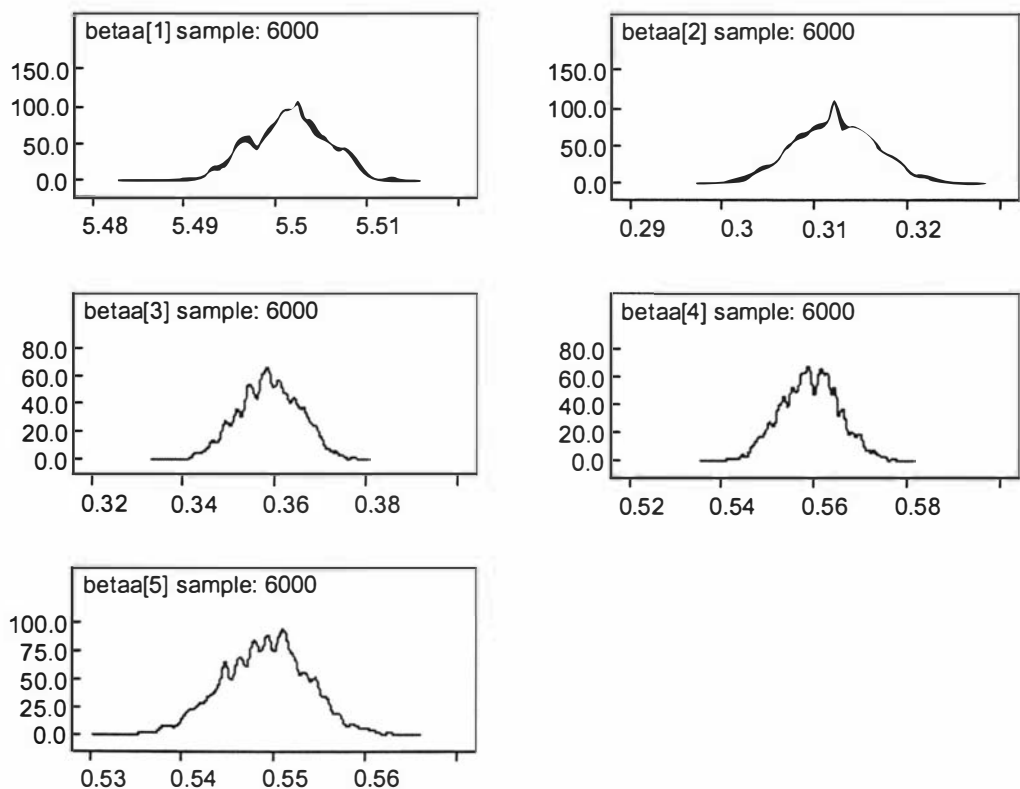 betaa[1] sample: 6000
150.0
100.0
50.0
0.0
5.48 5.49 5.5 5.51
betaa[2] sample: 6000
150.0
100.0
50.0
0.0
0.29 0.3 0.31 0.32
betaa[3] sample: 6000
80.0
60.0
40.0
20.0
0.0
0.32 0.34 0.36 0.38
betaa[4] sample: 6000
80.0
60.0
40.0
20.0
0.0
0.52 0.54 0.56 0.58
betaa[5] sample: 6000
100.0
75.0
50.0
25.0
0.0
0.53 0.54 0.55 0.56